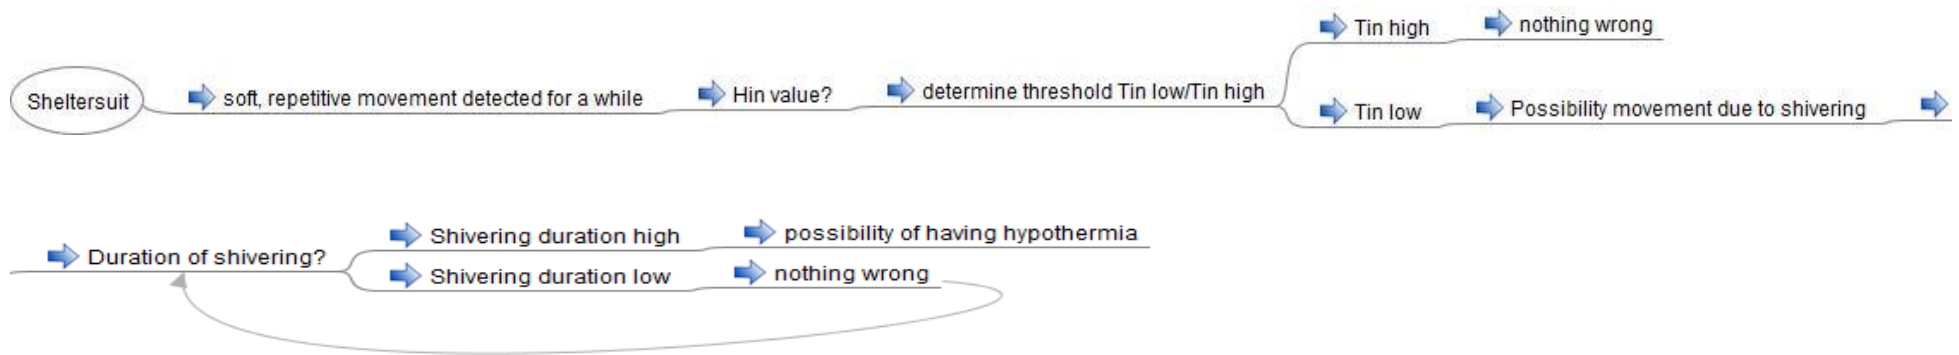 Sheltersuit
soft, repetitive movement detected for a while
Hin value?
determine threshold Tin low/Tin high
Tin high
nothing wrong
Tin low
Possibility movement due to shivering
Duration of shivering?
Shivering duration high
possibility of having hypothermia
Shivering duration low
nothing wrong